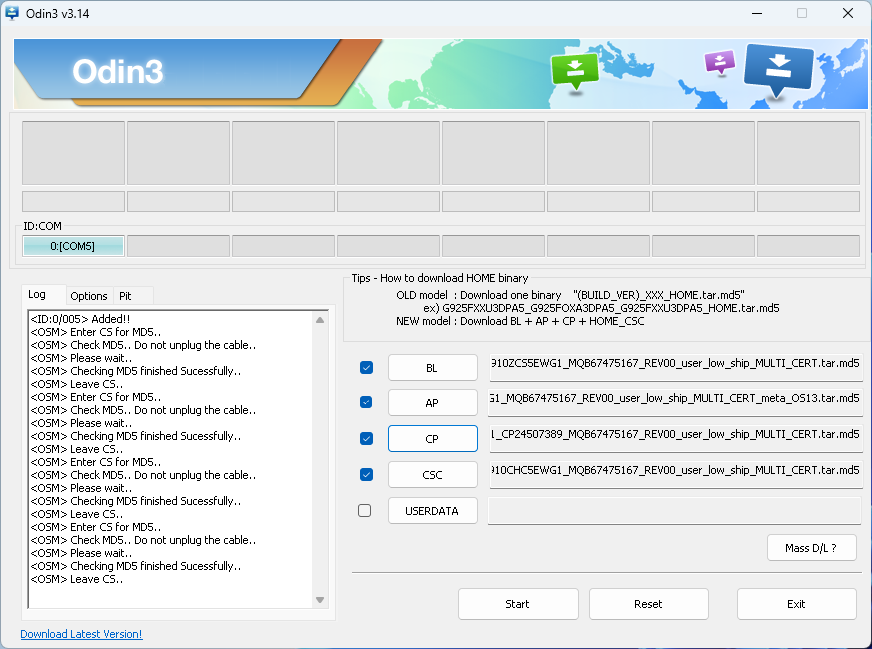 Odin3 v3.14
Odin3
ID:COM
0:[COM5]
Log
Options
Pit
<ID:0/005> Added!!
<OSM> Enter CS for MD5..
<OSM> Check MD5.. Do not unplug the cable..
<OSM> Please wait..
<OSM> Checking MD5 finished Sucessfully..
<OSM> Leave CS..
<OSM> Enter CS for MD5..
<OSM> Check MD5.. Do not unplug the cable..
<OSM> Please wait..
<OSM> Checking MD5 finished Sucessfully..
<OSM> Leave CS..
<OSM> Enter CS for MD5..
<OSM> Check MD5.. Do not unplug the cable..
<OSM> Please wait..
<OSM> Checking MD5 finished Sucessfully..
<OSM> Leave CS..
<OSM> Enter CS for MD5..
<OSM> Check MD5.. Do not unplug the cable..
<OSM> Please wait..
<OSM> Checking MD5 finished Sucessfully..
<OSM> Leave CS..
Download Latest Version!
Tips - How to download HOME binary
OLD model : Download one binary "(BUILD_VER)_XXX_HOME.tar.md5"
ex) G925FXXU3DPA5_G925FOXA3DPA5_G925FXXU3DPA5_HOME.tar.md5
NEW model : Download BL + AP + CP + HOME_CSC
BL
910ZCS5EWG1_MQB67475167_REV00_user_low_ship_MULTI_CERT.tar.md5
AP
G1_MQB67475167_REV00_user_low_ship_MULTI_CERT_meta_OS13.tar.md5
CP
1_CP24507389_MQB67475167_REV00_user_low_ship_MULTI_CERT.tar.md5
CSC
910CHC5EWG1_MQB67475167_REV00_user_low_ship_MULTI_CERT.tar.md5
USERDATA
Mass D/L ?
Start
Reset
Exit